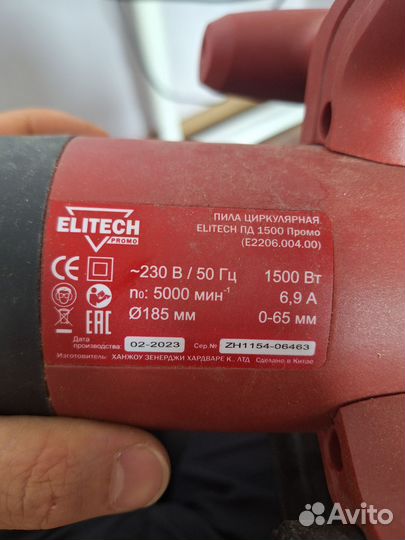 ELITECH
PROMO
ПИЛА ЦИРКУЛЯРНАЯ
ELITECH ПД 1500 Промо
(E2206.004.00)
CE
~230 В / 50 Гц 1500 Вт
n₀: 5000 мин⁻¹ 6,9 А
Ø185 мм 0-65 мм
EAC
Дата производства: 02-2023 Сер.№ ZH1154-06463
Изготовитель: ХАНЖОУ ЗЕНЕРДЖИ ХАРДВАРЕ К., ЛТД Сделано в Китае
Avito